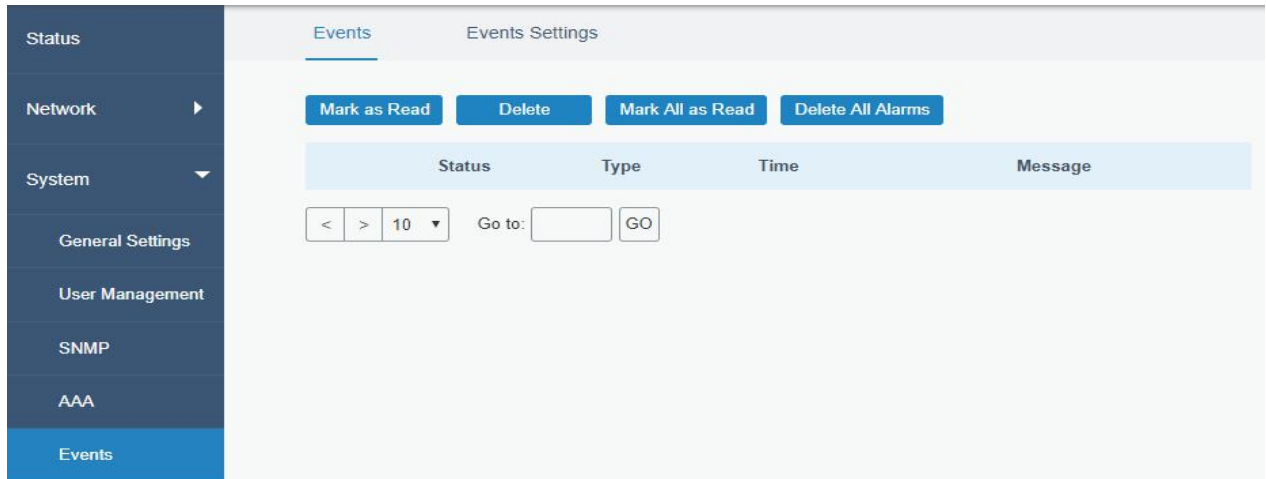 Status
Network
System
General Settings
User Management
SNMP
AAA
Events
Events Events Settings
Mark as Read Delete Mark All as Read Delete All Alarms
Status Type Time Message
< > 10 Go to: GO